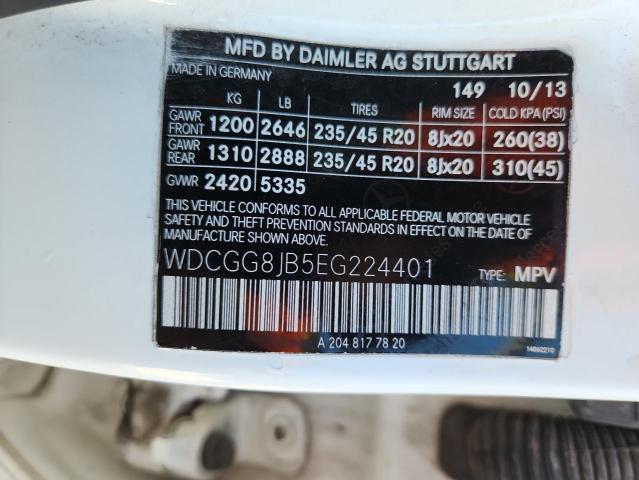 MFD BY DAIMLER AG STUTTGART
MADE IN GERMANY
149 10/13
KG LB TIRES RIM SIZE COLD KPA (PSI)
GAWR FRONT 1200 2646 235/45 R20 8Jx20 260(38)
GAWR REAR 1310 2888 235/45 R20 8Jx20 310(45)
GVWR 2420 5335
THIS VEHICLE CONFORMS TO ALL APPLICABLE FEDERAL MOTOR VEHICLE
SAFETY AND THEFT PREVENTION STANDARDS IN EFFECT ON THE DATE OF
MANUFACTURE SHOWN ABOVE.
WDCGG8JB5EG224401 TYPE: MPV
A 204 817 78 20
14062210